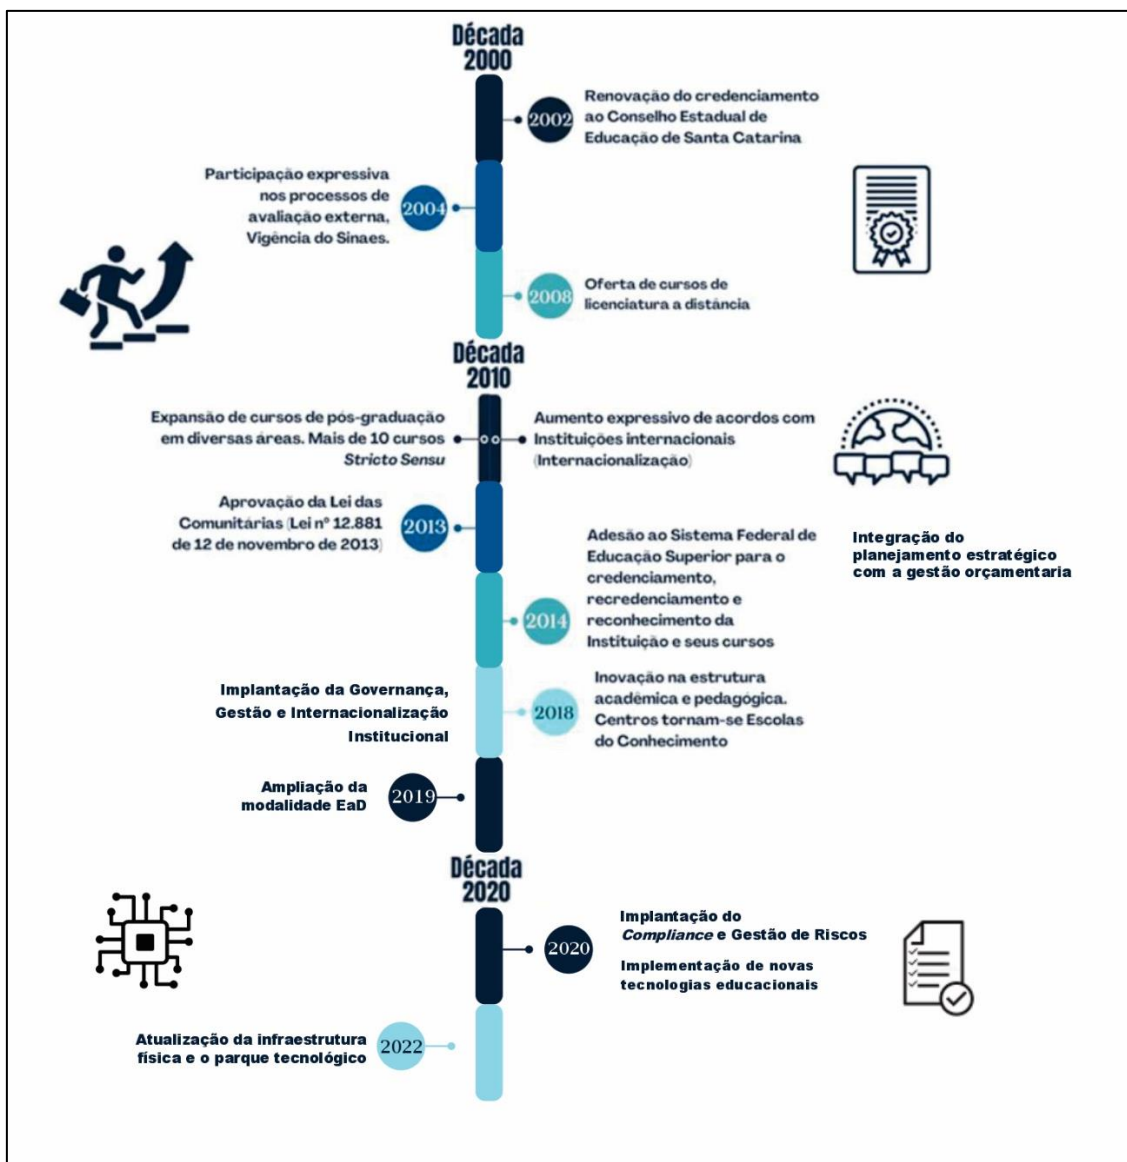 Década
2000
2002
Renovação do credenciamento
ao Conselho Estadual de
Educação de Santa Catarina
Participação expressiva
nos processos de
avaliação externa,
Vigência do Sinaes.
2004
2008
Oferta de cursos de
licenciatura a distância
Década
2010
Expansão de cursos de pós-graduação
em diversas áreas. Mais de 10 cursos
Stricto Sensu
Aumento expressivo de acordos com
Instituições internacionais
(Internacionalização)
Aprovação da Lei das
Comunitárias (Lei nº 12.881
de 12 de novembro de 2013)
2013
Adesão ao Sistema Federal de
Educação Superior para o
credenciamento,
recredenciamento e
reconhecimento da
Instituição e seus cursos
2014
Integração do
planejamento estratégico
com a gestão orçamentaria
Implantação da Governança,
Gestão e Internacionalização
Institucional
2018
Inovação na estrutura
acadêmica e pedagógica.
Centros tornam-se Escolas
do Conhecimento
Ampliação da
modalidade EaD
2019
Década
2020
2020
Implantação do
Compliance e Gestão de Riscos
Implementação de novas
tecnologias educacionais
Atualização da infraestrutura
física e o parque tecnológico
2022